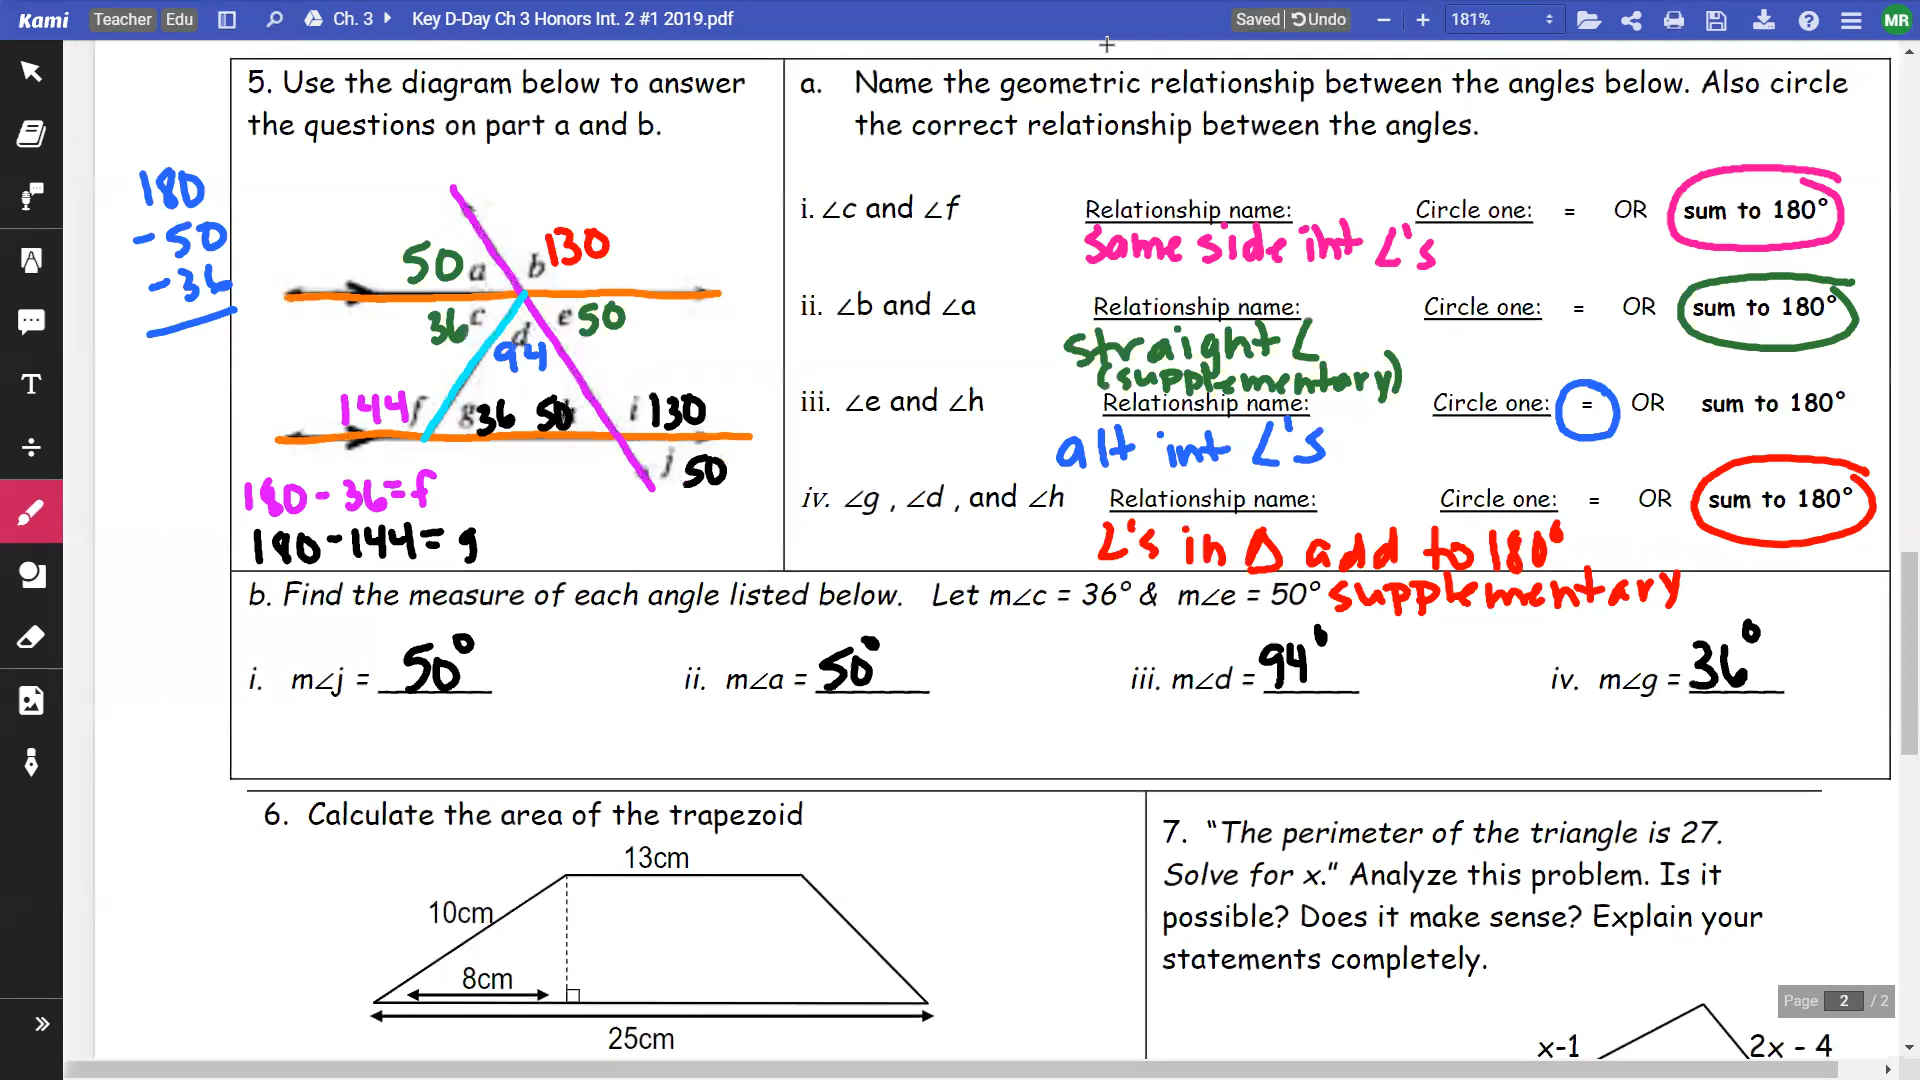 Kami Teacher Edu Ch. 3 Key D-Day Ch 3 Honors Int. 2 #1 2019.pdf Saved Undo 181% MR
5. Use the diagram below to answer
the questions on part a and b.
180
-50
-36
50 a b 130
36 c d e 50
94
144 f g 36 50 i 130
j 50
180-36=f
180-144=g
a. Name the geometric relationship between the angles below. Also circle
the correct relationship between the angles.
i. ∠c and ∠f Relationship name: Circle one: = OR sum to 180°
same side int ∠'s
ii. ∠b and ∠a Relationship name: Circle one: = OR sum to 180°
straight ∠
(supplementary)
iii. ∠e and ∠h Relationship name: Circle one: = OR sum to 180°
alt int ∠'s
iv. ∠g , ∠d , and ∠h Relationship name: Circle one: = OR sum to 180°
∠'s in Δ add to 180°
supplementary
b. Find the measure of each angle listed below. Let m∠c = 36° & m∠e = 50°
i. m∠j = 50° ii. m∠a = 50° iii. m∠d = 94° iv. m∠g = 36°
6. Calculate the area of the trapezoid
13cm
10cm
8cm
25cm
7. "The perimeter of the triangle is 27.
Solve for x." Analyze this problem. Is it
possible? Does it make sense? Explain your
statements completely.
x-1 2x - 4
Page 2 / 2